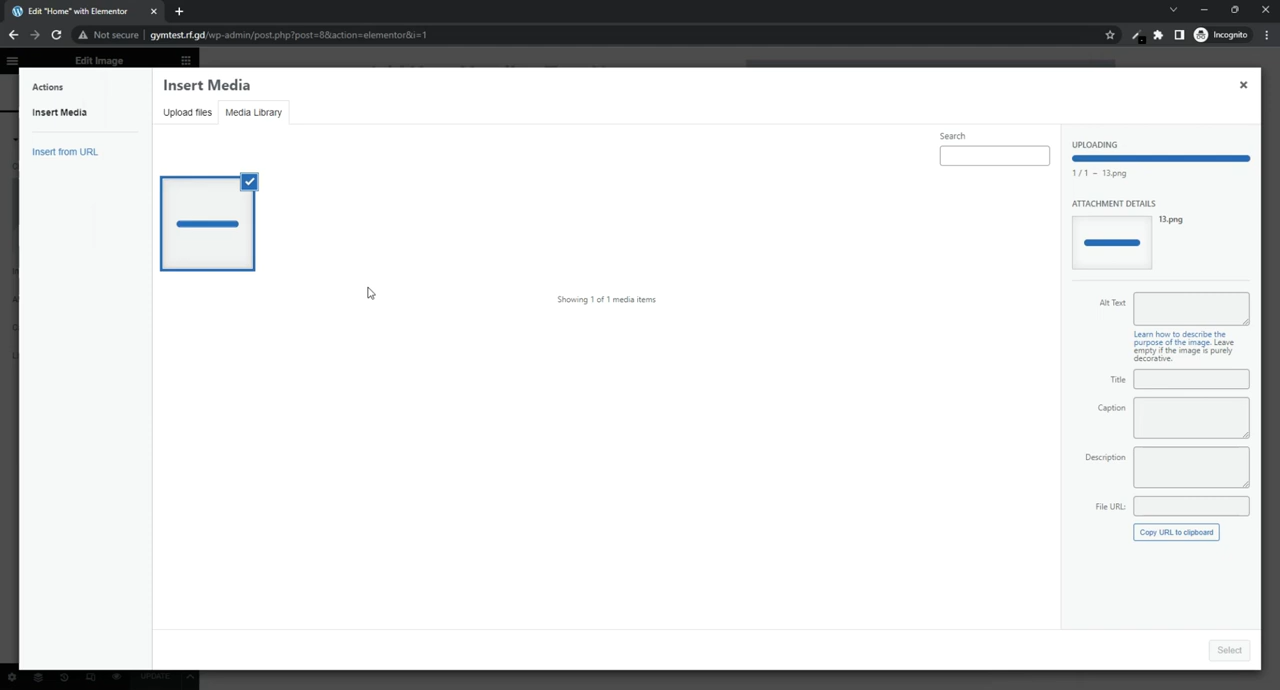 Edit "Home" with Elementor
Not secure
gymtest.rf.gd/wp-admin/post.php?post=8&action=elementor&i=1
Incognito
Edit Image
Actions
Insert Media
Insert from URL
Insert Media
Upload files
Media Library
Search
Showing 1 of 1 media items
UPLOADING
1 / 1 – 13.png
ATTACHMENT DETAILS
13.png
Alt Text
Learn how to describe the
purpose of the image. Leave
empty if the image is purely
decorative.
Title
Caption
Description
File URL:
Copy URL to clipboard
Select
UPDATE